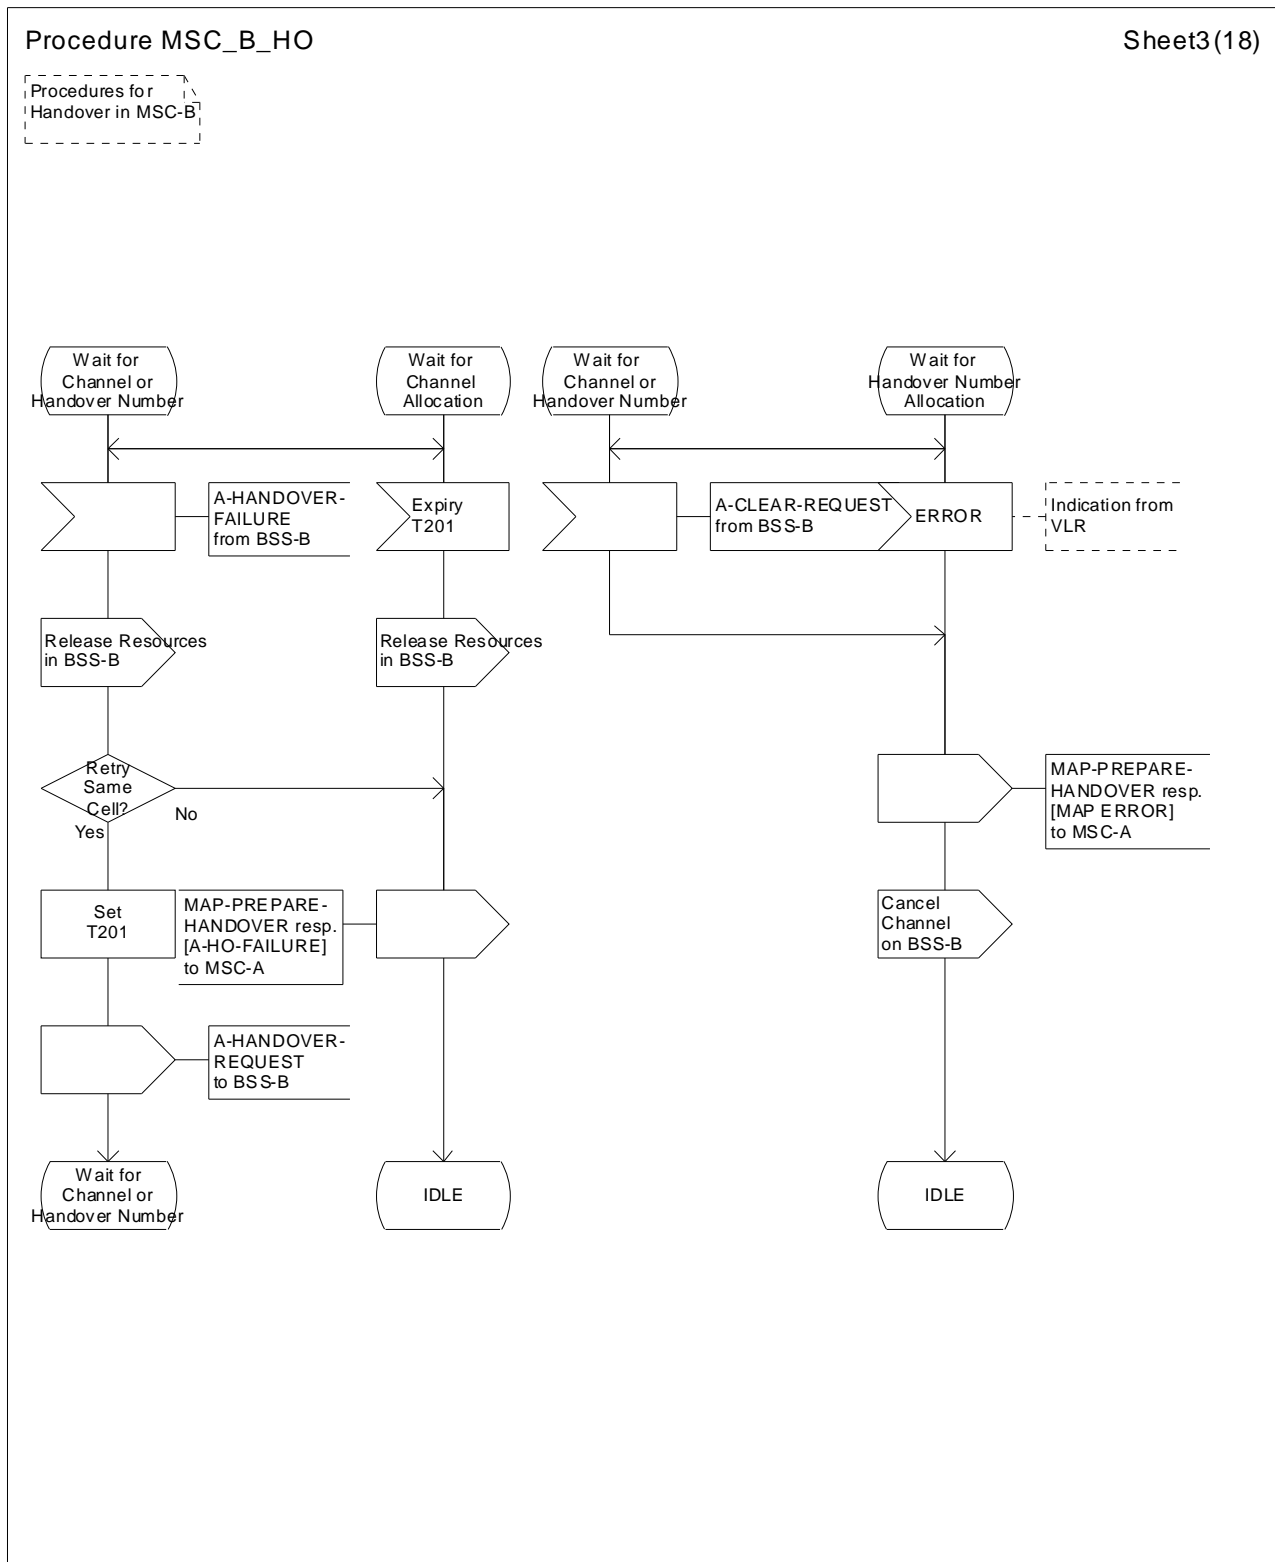 Procedure MSC_B_HO
Sheet3(18)
Procedures for
Handover in MSC-B
Wait for
Channel or
Handover Number
Wait for
Channel
Allocation
Wait for
Channel or
Handover Number
Wait for
Handover Number
Allocation
A-HANDOVER-
FAILURE
from BSS-B
Expiry
T201
A-CLEAR-REQUEST
from BSS-B
ERROR
Indication from
VLR
Release Resources
in BSS-B
Release Resources
in BSS-B
Retry
Same
Cell?
No
Yes
MAP-PREPARE-
HANDOVER resp.
[MAP ERROR]
to MSC-A
Set
T201
MAP-PREPARE-
HANDOVER resp.
[A-HO-FAILURE]
to MSC-A
Cancel
Channel
on BSS-B
A-HANDOVER-
REQUEST
to BSS-B
Wait for
Channel or
Handover Number
IDLE
IDLE